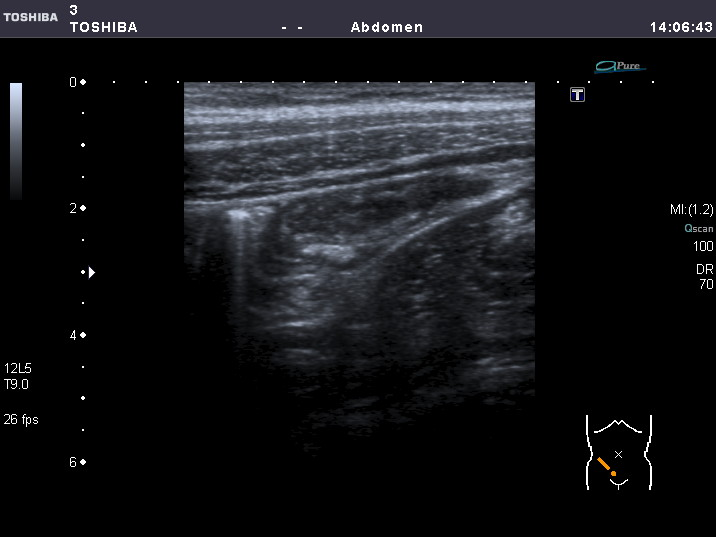 TOSHIBA
3
TOSHIBA
- -
Abdomen
14:06:43
Pure
T
0
2
4
6
MI:(1.2)
Qscan
100
DR
70
12L5
T9.0
26 fps